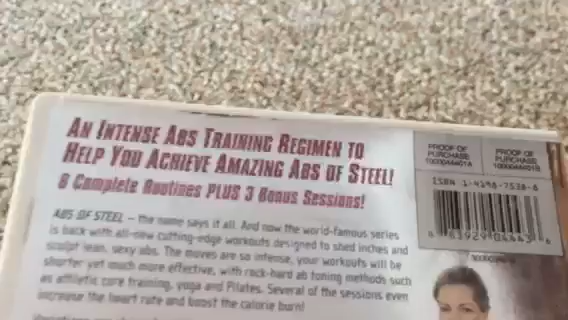 AN INTENSE ABS TRAINING REGIMEN TO
HELP YOU ACHIEVE AMAZING ABS OF STEEL!
6 Complete Routines PLUS 3 Bonus Sessions!
ABS OF STEEL – the name says it all. And now the world-famous series
is back with all-new cutting-edge workouts designed to shed inches and
sculpt lean, sexy abs. The moves are so intense, your workouts will be
shorter yet much more effective, with rock-hard ab toning methods such
as athletic core training, yoga and Pilates. Several of the sessions even
increase the heart rate and boost the calorie burn!
PROOF OF
PURCHASE
1000044401A
PROOF OF
PURCHASE
1000044401B
ISBN 1-4198-7538-6